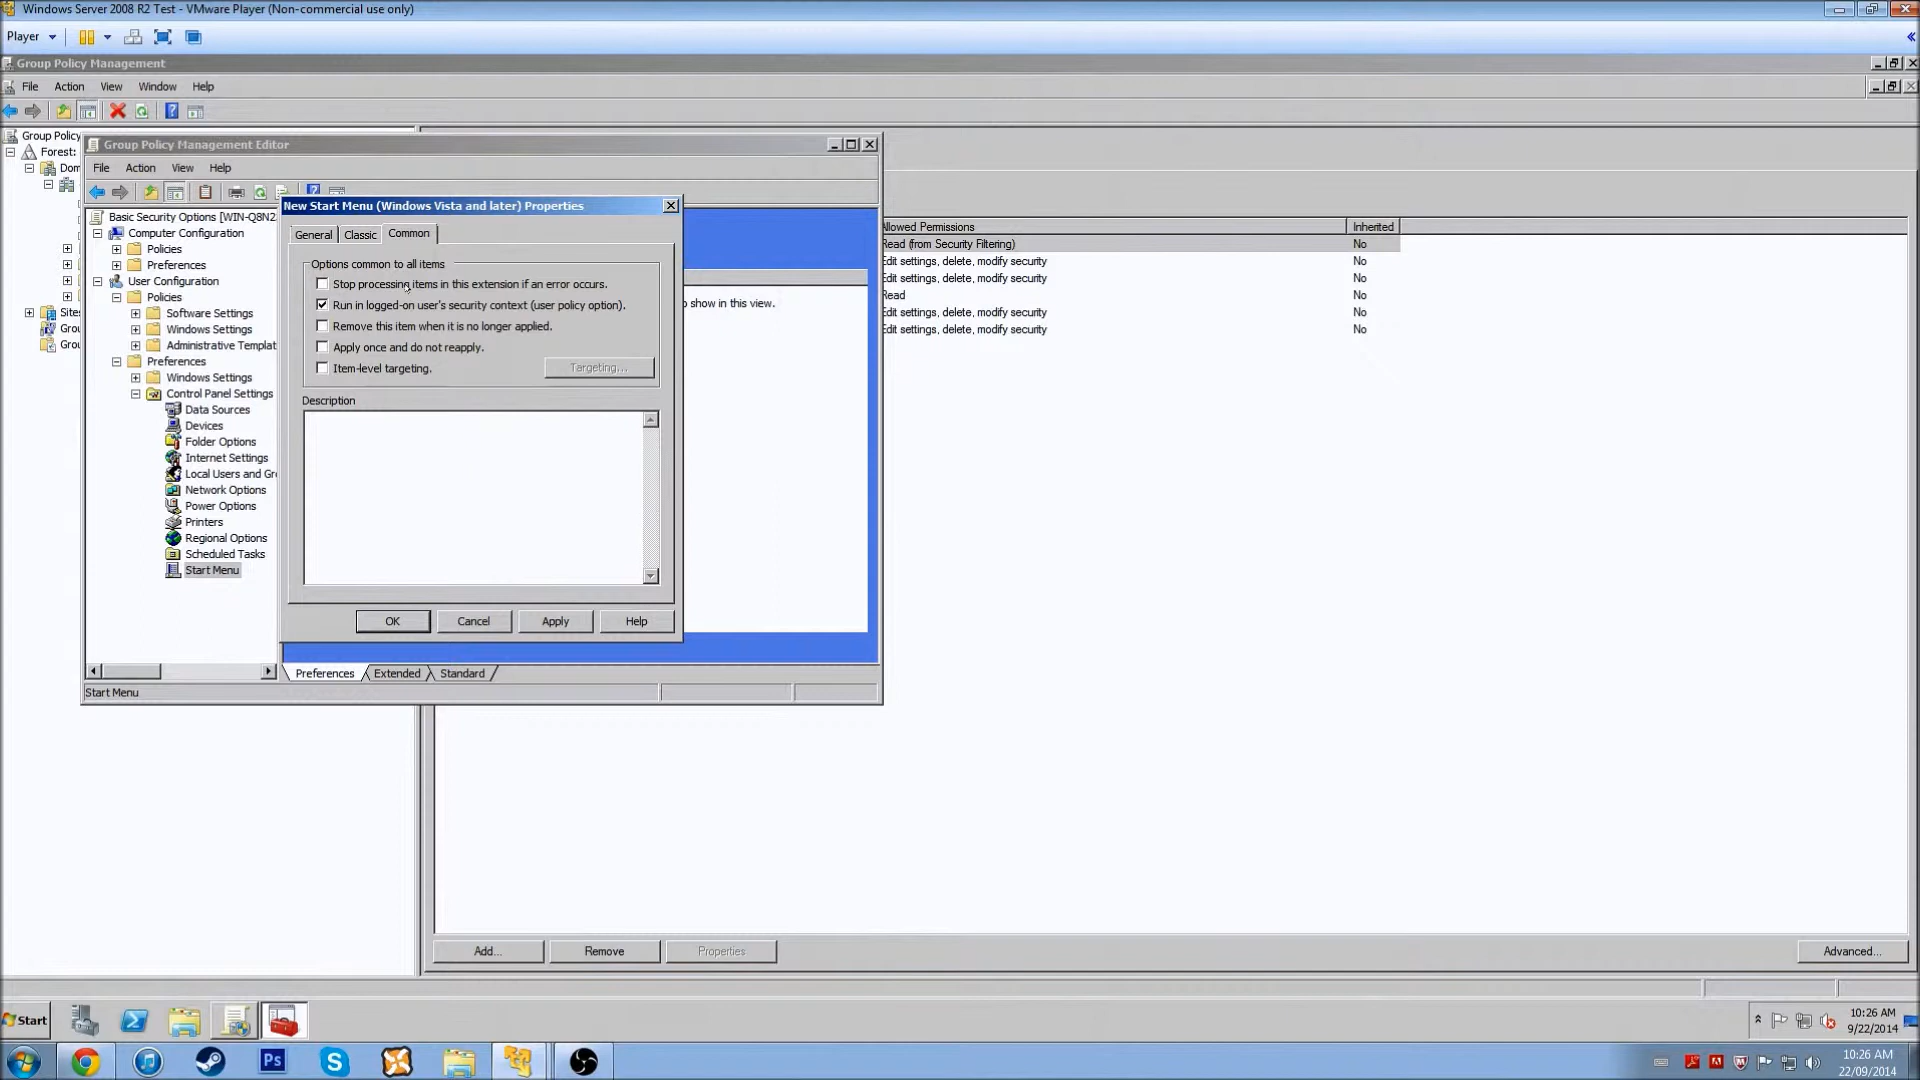 Windows Server 2008 R2 Test - VMware Player (Non-commercial use only)
Player
Group Policy Management
File Action View Window Help
Group Policy
Forest:
Dom
Sites
Grou
Grou
Group Policy Management Editor
File Action View Help
Basic Security Options [WIN-Q8N2
Computer Configuration
Policies
Preferences
User Configuration
Policies
Software Settings
Windows Settings
Administrative Templat
Preferences
Windows Settings
Control Panel Settings
Data Sources
Devices
Folder Options
Internet Settings
Local Users and Gr
Network Options
Power Options
Printers
Regional Options
Scheduled Tasks
Start Menu
New Start Menu (Windows Vista and later) Properties
General Classic Common
Options common to all items
Stop processing items in this extension if an error occurs.
Run in logged-on user's security context (user policy option).
Remove this item when it is no longer applied.
Apply once and do not reapply.
Item-level targeting. Targeting...
Description
OK Cancel Apply Help
show in this view.
Preferences Extended Standard
Start Menu
Allowed Permissions Inherited
Read (from Security Filtering) No
Edit settings, delete, modify security No
Edit settings, delete, modify security No
Read No
Edit settings, delete, modify security No
Edit settings, delete, modify security No
Add... Remove Properties Advanced...
Start
10:26 AM
9/22/2014
Ps
10:26 AM
22/09/2014